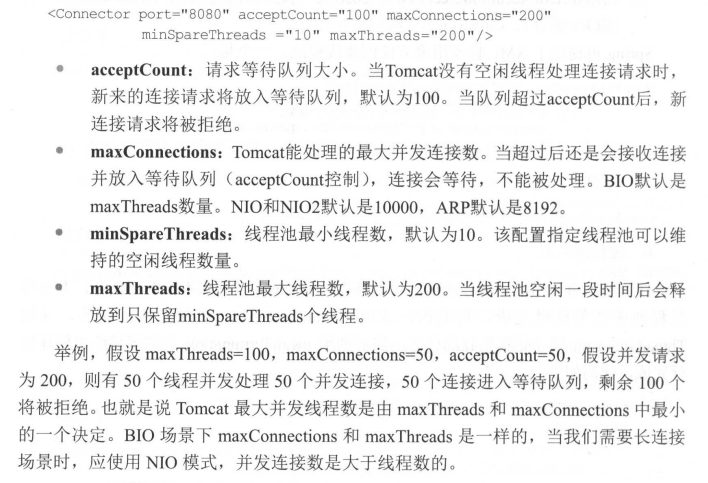 <Connector port="8080" acceptCount="100" maxConnections="200"
minSpareThreads ="10" maxThreads="200"/>
• acceptCount：请求等待队列大小。当Tomcat没有空闲线程处理连接请求时，
新来的连接请求将放入等待队列，默认为100。当队列超过acceptCount后，新
连接请求将被拒绝。
• maxConnections：Tomcat能处理的最大并发连接数。当超过后还是会接收连接
并放入等待队列（acceptCount控制），连接会等待，不能被处理。BIO默认是
maxThreads数量。NIO和NIO2默认是10000，ARP默认是8192。
• minSpareThreads：线程池最小线程数，默认为10。该配置指定线程池可以维
持的空闲线程数量。
• maxThreads：线程池最大线程数，默认为200。当线程池空闲一段时间后会释
放到只保留minSpareThreads个线程。
举例，假设 maxThreads=100，maxConnections=50，acceptCount=50，假设并发请求
为 200，则有 50 个线程并发处理 50 个并发连接，50 个连接进入等待队列，剩余 100 个
将被拒绝。也就是说 Tomcat 最大并发线程数是由 maxThreads 和 maxConnections 中最小
的一个决定。BIO 场景下 maxConnections 和 maxThreads 是一样的，当我们需要长连接
场景时，应使用 NIO 模式，并发连接数是大于线程数的。